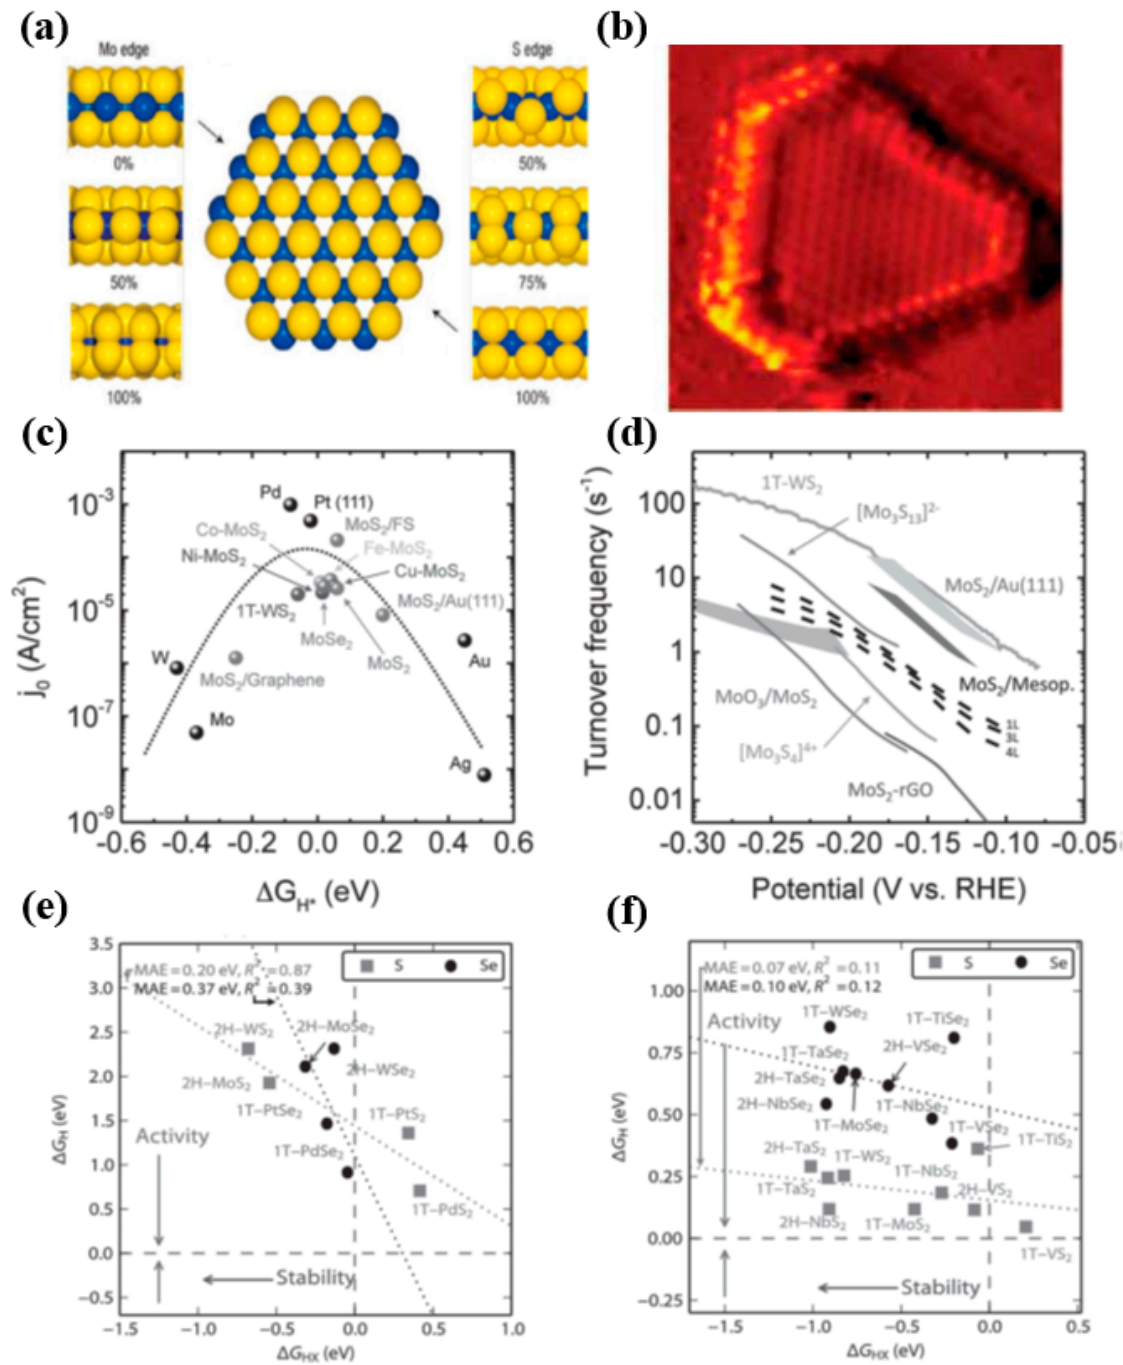 (a)
Mo edge
0%
50%
100%
S edge
50%
75%
100%
(b)
(c)
j₀ (A/cm²)
10⁻³
10⁻⁵
10⁻⁷
10⁻⁹
Pd
Pt (111)
Co-MoS₂
MoS₂/FS
Ni-MoS₂
Fe-MoS₂
Cu-MoS₂
1T-WS₂
MoS₂/Au(111)
MoSe₂
MoS₂
W
MoS₂/Graphene
Au
Mo
Ag
-0.6 -0.4 -0.2 0.0 0.2 0.4 0.6
ΔG_H* (eV)
(d)
Turnover frequency (s⁻¹)
100
10
1
0.1
0.01
1T-WS₂
[Mo₃S₁₃]²⁻
MoS₂/Au(111)
MoS₂/Mesop.
MoO₃/MoS₂
1L
3L
4L
[Mo₃S₄]⁴⁺
MoS₂-rGO
-0.30 -0.25 -0.20 -0.15 -0.10 -0.05
Potential (V vs. RHE)
(e)
ΔG_H (eV)
3.5
3.0
2.5
2.0
1.5
1.0
0.5
0.0
−0.5
S Se
MAE = 0.20 eV, R² = 0.87
MAE = 0.37 eV, R² = 0.39
2H−WS₂
2H−MoSe₂
2H−MoS₂
2H−WSe₂
1T−PtSe₂
1T−PtS₂
Activity
1T−PdSe₂
1T−PdS₂
Stability
−1.5 −1.0 −0.5 0.0 0.5 1.0
ΔG_HX (eV)
(f)
ΔG_H (eV)
1.00
0.75
0.50
0.25
0.00
−0.25
S Se
MAE = 0.07 eV, R² = 0.11
MAE = 0.10 eV, R² = 0.12
Activity
1T−WSe₂
1T−TiSe₂
1T−TaSe₂
2H−VSe₂
2H−TaSe₂
2H−NbSe₂
1T−NbSe₂
1T−MoSe₂
1T−VSe₂
1T−TiS₂
2H−TaS₂
1T−WS₂
1T−NbS₂
1T−TaS₂
2H−VS₂
2H−NbS₂
1T−MoS₂
1T−VS₂
Stability
−1.5 −1.0 −0.5 0.0 0.5
ΔG_HX (eV)